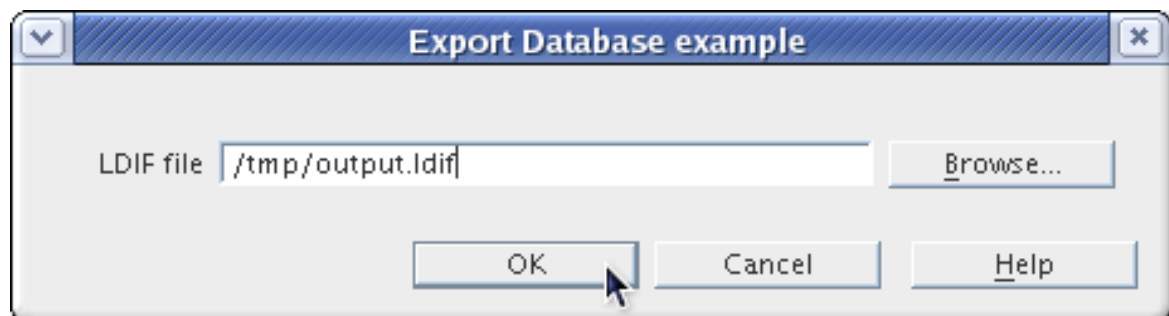 Export Database example
LDIF file /tmp/output.ldif Browse...
OK Cancel Help